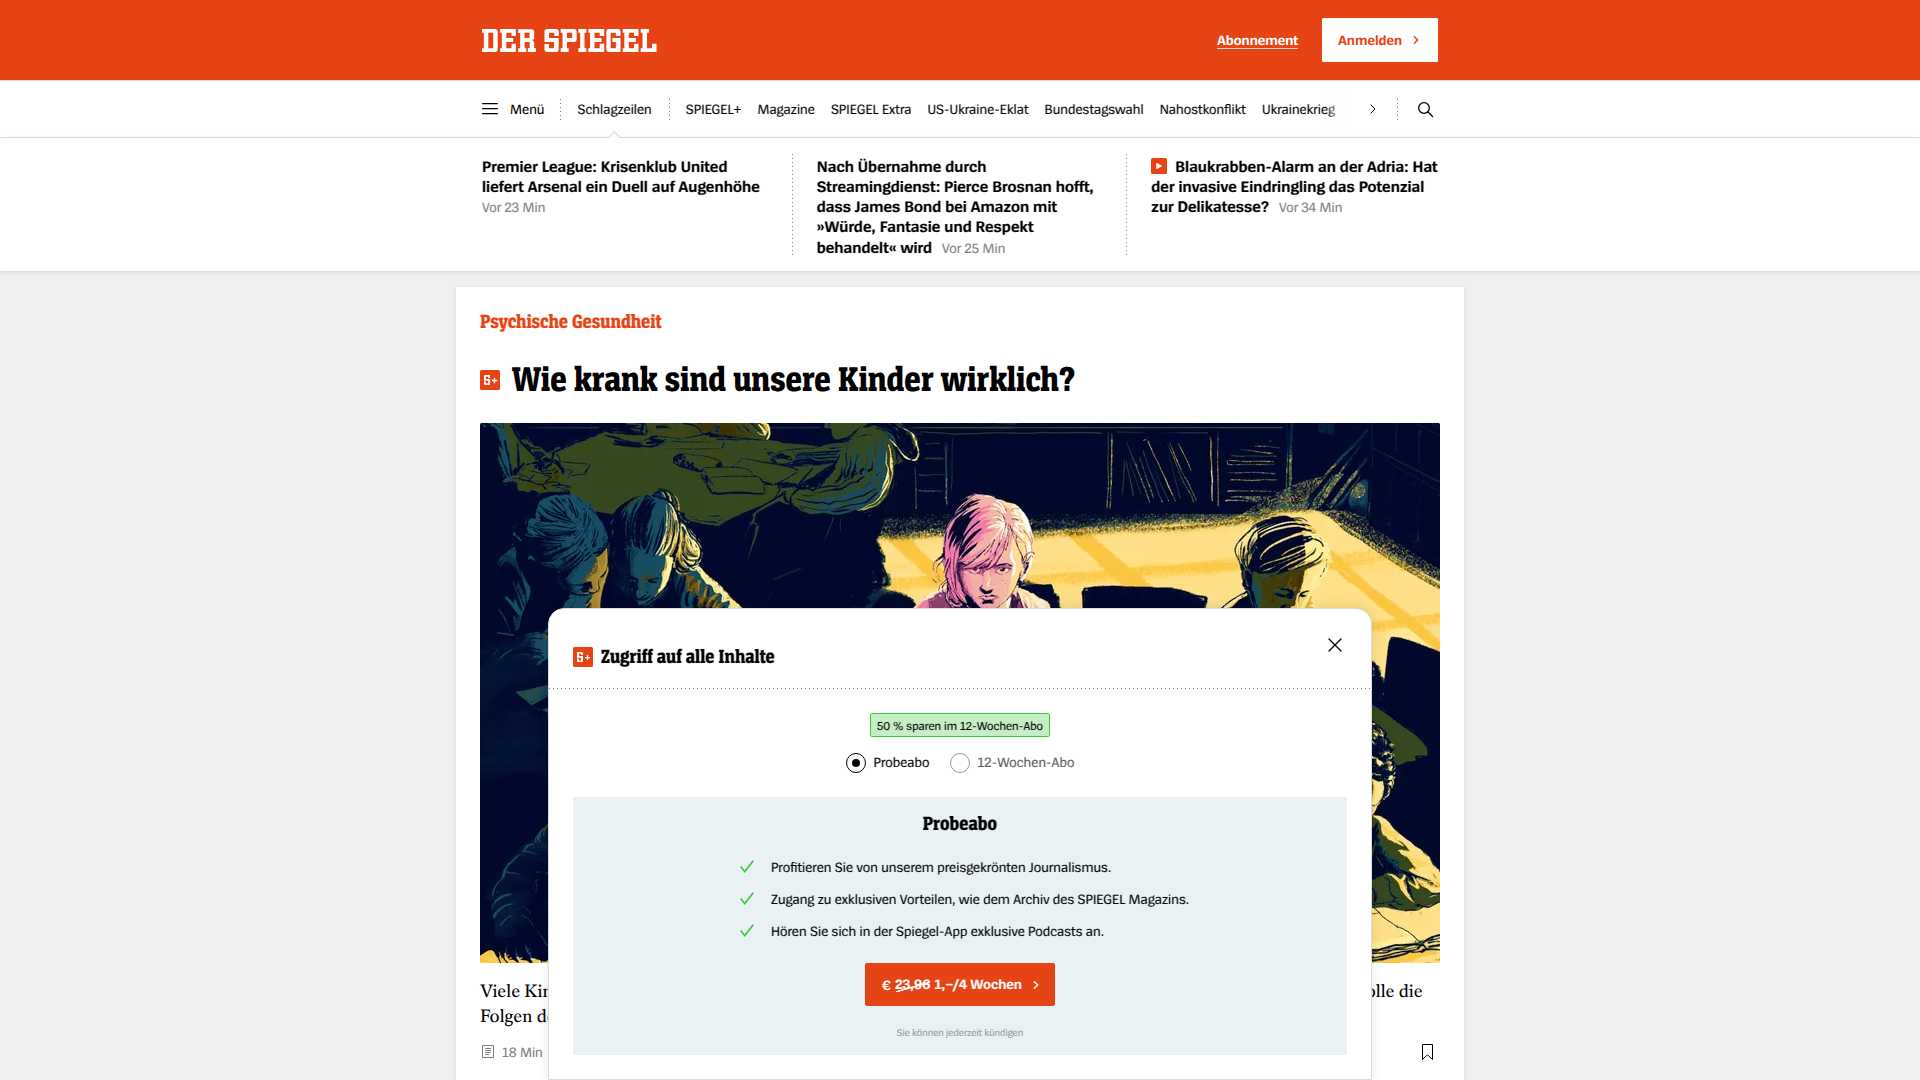 DER SPIEGEL
Abonnement
Anmelden
Menü
Schlagzeilen
SPIEGEL+
Magazine
SPIEGEL Extra
US-Ukraine-Eklat
Bundestagswahl
Nahostkonflikt
Ukrainekrieg
Premier League: Krisenklub United
liefert Arsenal ein Duell auf Augenhöhe
Vor 23 Min
Nach Übernahme durch
Streamingdienst: Pierce Brosnan hofft,
dass James Bond bei Amazon mit
»Würde, Fantasie und Respekt
behandelt« wird Vor 25 Min
Blaukrabben-Alarm an der Adria: Hat
der invasive Eindringling das Potenzial
zur Delikatesse? Vor 34 Min
Psychische Gesundheit
S+ Wie krank sind unsere Kinder wirklich?
S+ Zugriff auf alle Inhalte
50 % sparen im 12-Wochen-Abo
Probeabo
12-Wochen-Abo
Probeabo
Profitieren Sie von unserem preisgekrönten Journalismus.
Zugang zu exklusiven Vorteilen, wie dem Archiv des SPIEGEL Magazins.
Hören Sie sich in der Spiegel-App exklusive Podcasts an.
€ 23,96 1,–/4 Wochen
Sie können jederzeit kündigen
Viele die
Folgen
18 Min